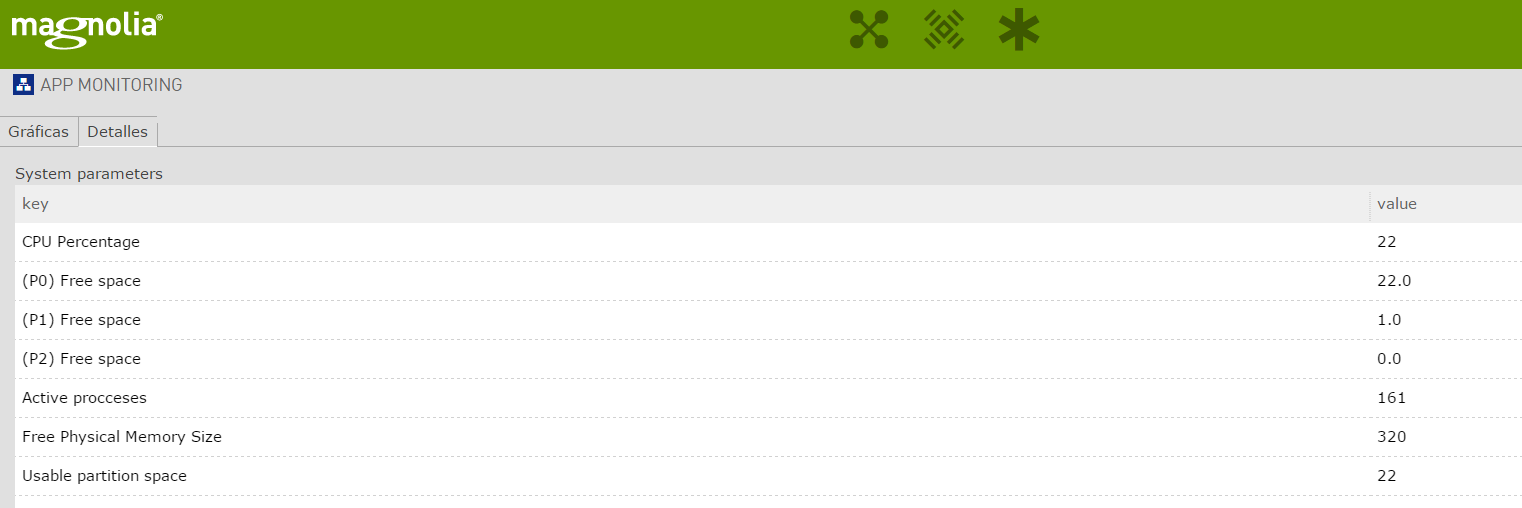 magnolia®
APP MONITORING
Gráficas Detalles
System parameters
key value
CPU Percentage 22
(P0) Free space 22.0
(P1) Free space 1.0
(P2) Free space 0.0
Active procceses 161
Free Physical Memory Size 320
Usable partition space 22